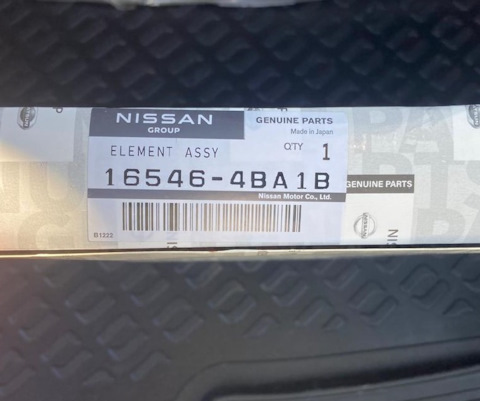 NISSAN
GROUP
GENUINE PARTS
Made in Japan
ELEMENT ASSY
QTY 1
16546-4BA1B
GENUINE PARTS
Nissan Motor Co., Ltd.
B1222